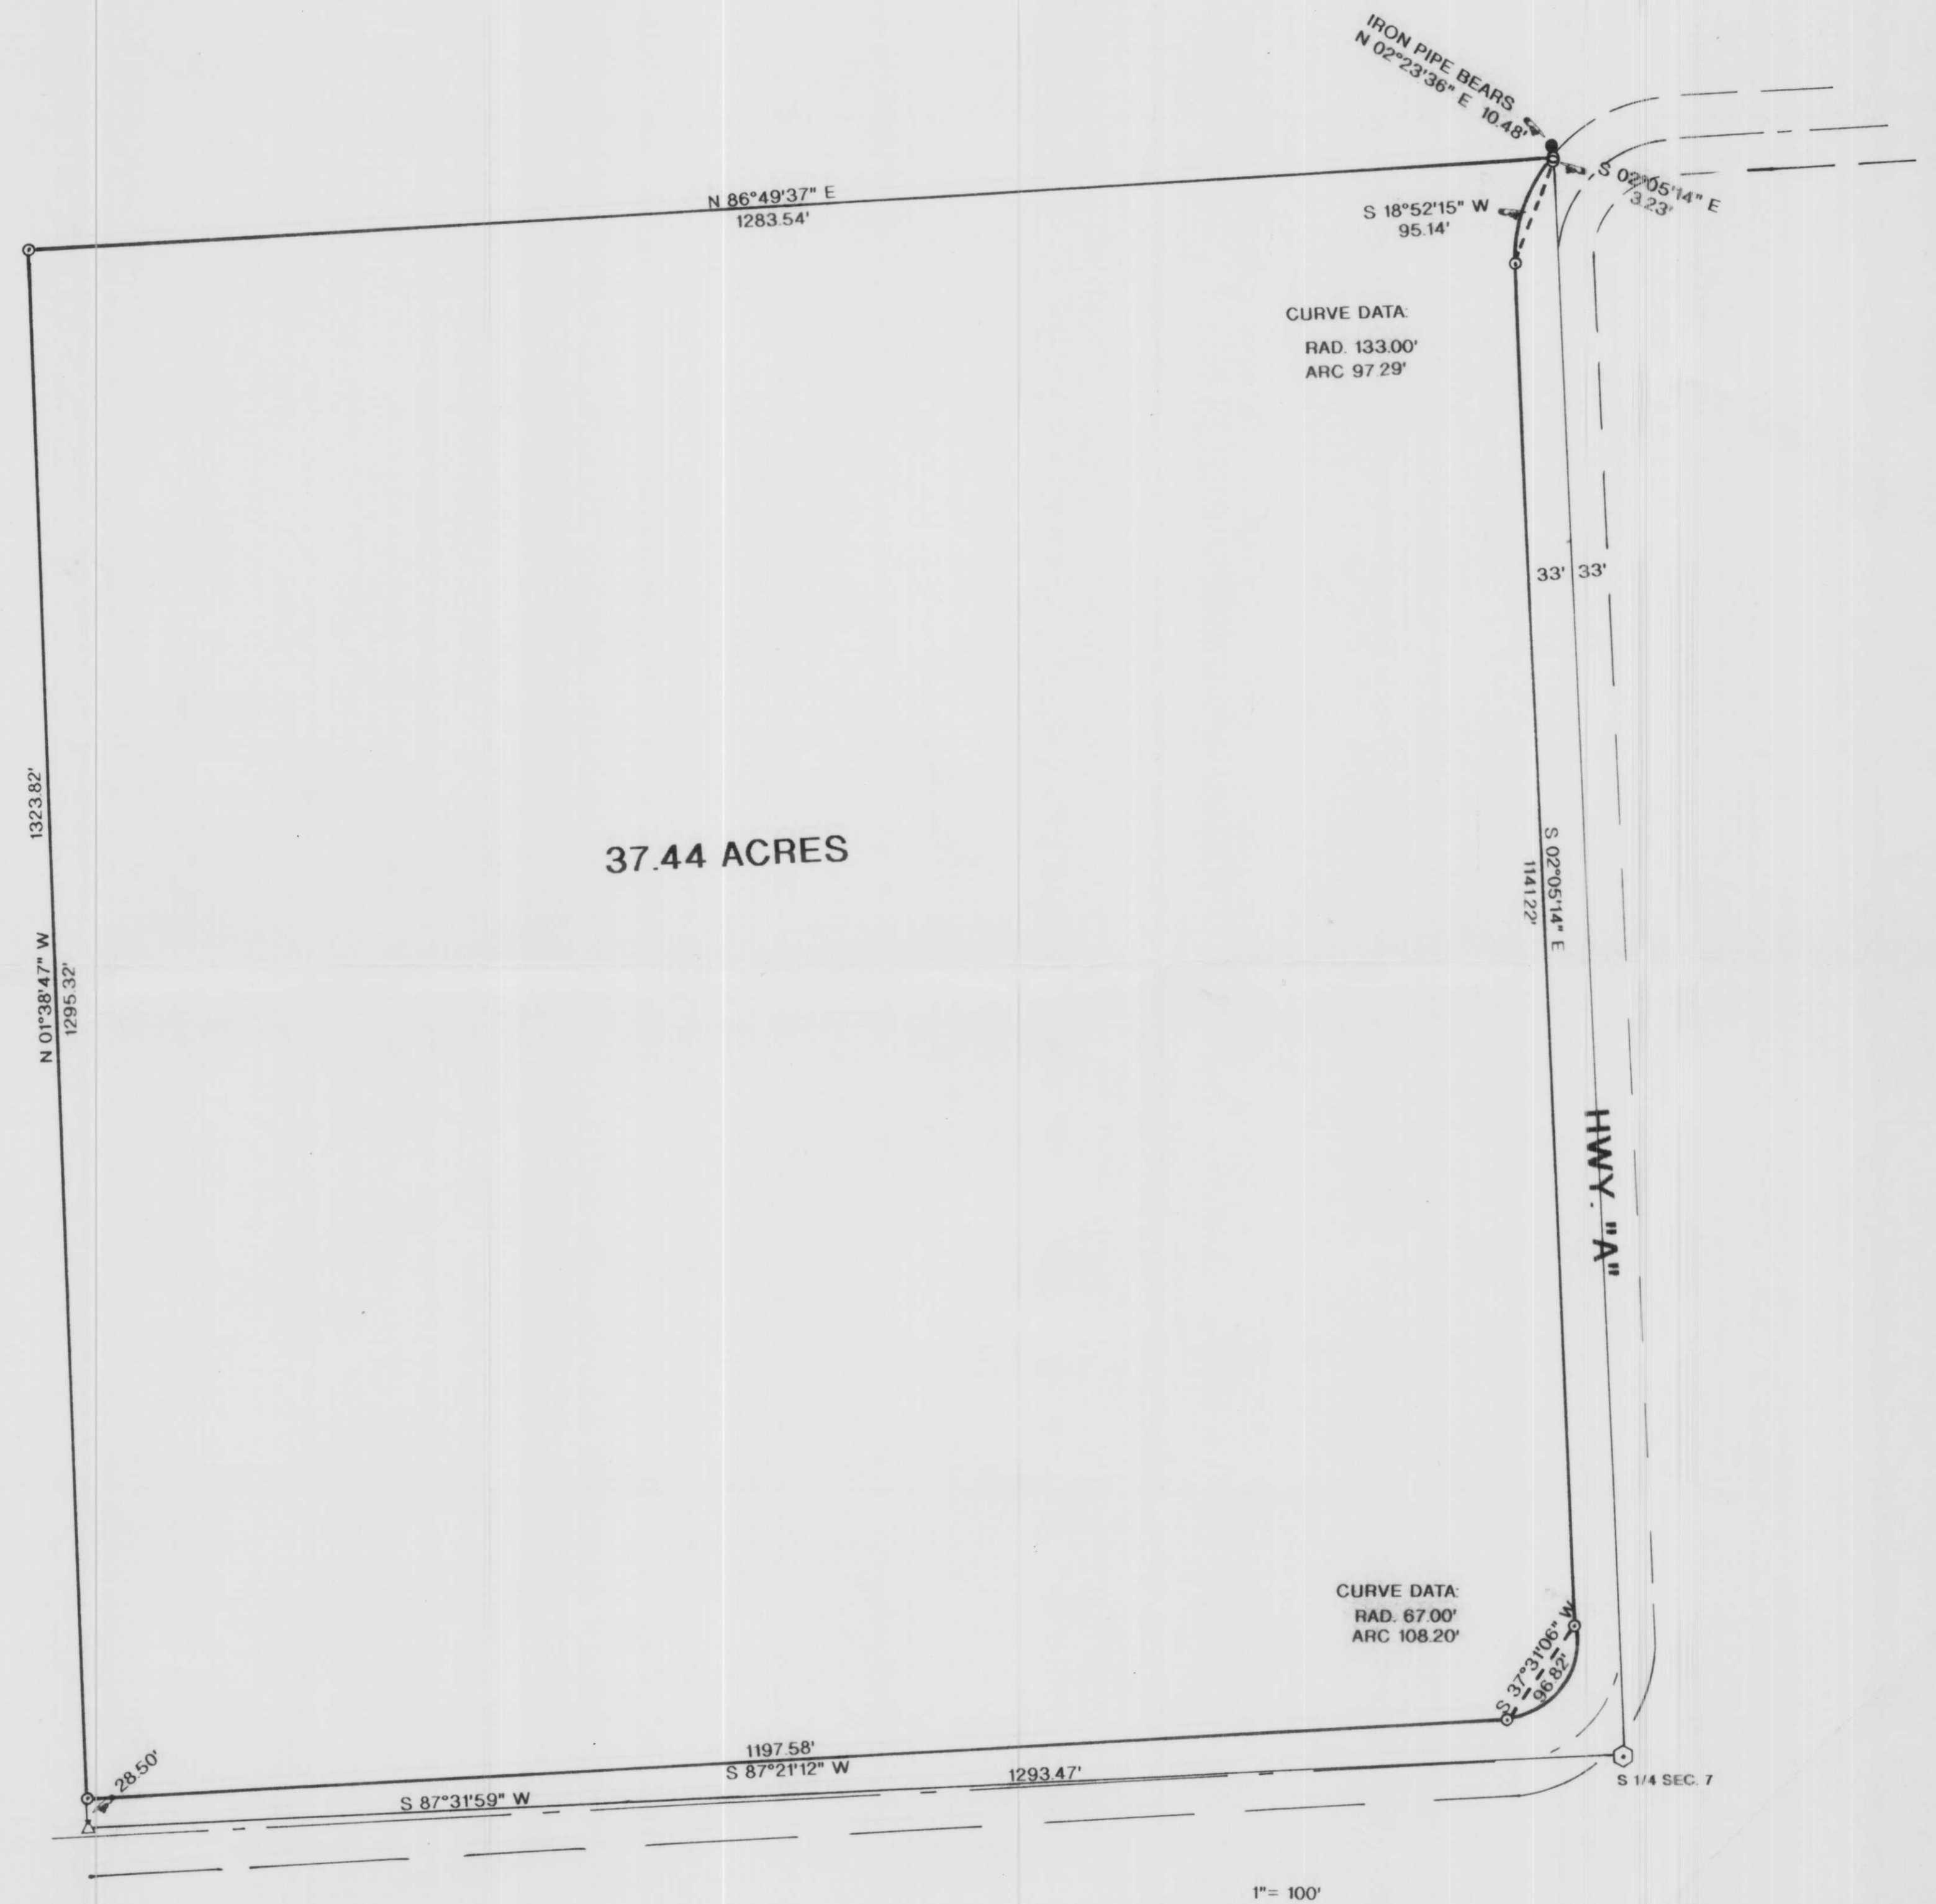 IRON PIPE BEARS
N 02°23'36" E 10.48'
S 02°05'14" E
3.23'
N 86°49'37" E
1283.54'
S 18°52'15" W
95.14'
CURVE DATA:
RAD. 133.00'
ARC 97.29'
33' 33'
1323.82'
37.44 ACRES
S 02°05'14" E
1141.22'
N 01°38'47" W
1295.32'
HWY. "A"
CURVE DATA:
RAD. 67.00'
ARC 108.20'
S 37°31'06" W
96.82'
28.50'
1197.58'
S 87°21'12" W
1293.47'
S 87°31'59" W
S 1/4 SEC. 7
1"= 100'